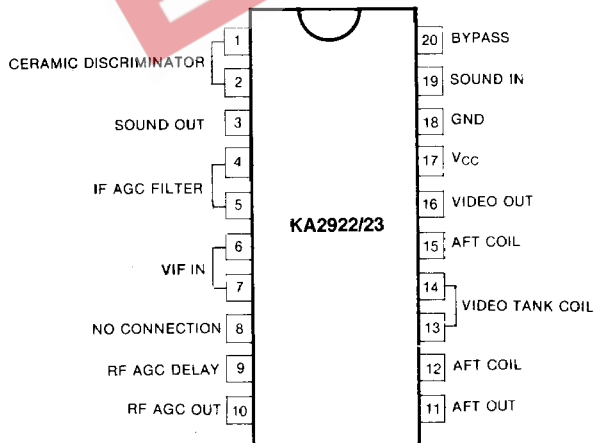 CERAMIC DISCRIMINATOR
1
2
SOUND OUT 3
IF AGC FILTER
4
5
VIF IN
6
7
NO CONNECTION 8
RF AGC DELAY 9
RF AGC OUT 10
KA2922/23
20 BYPASS
19 SOUND IN
18 GND
17 VCC
16 VIDEO OUT
15 AFT COIL
14
13
VIDEO TANK COIL
12 AFT COIL
11 AFT OUT